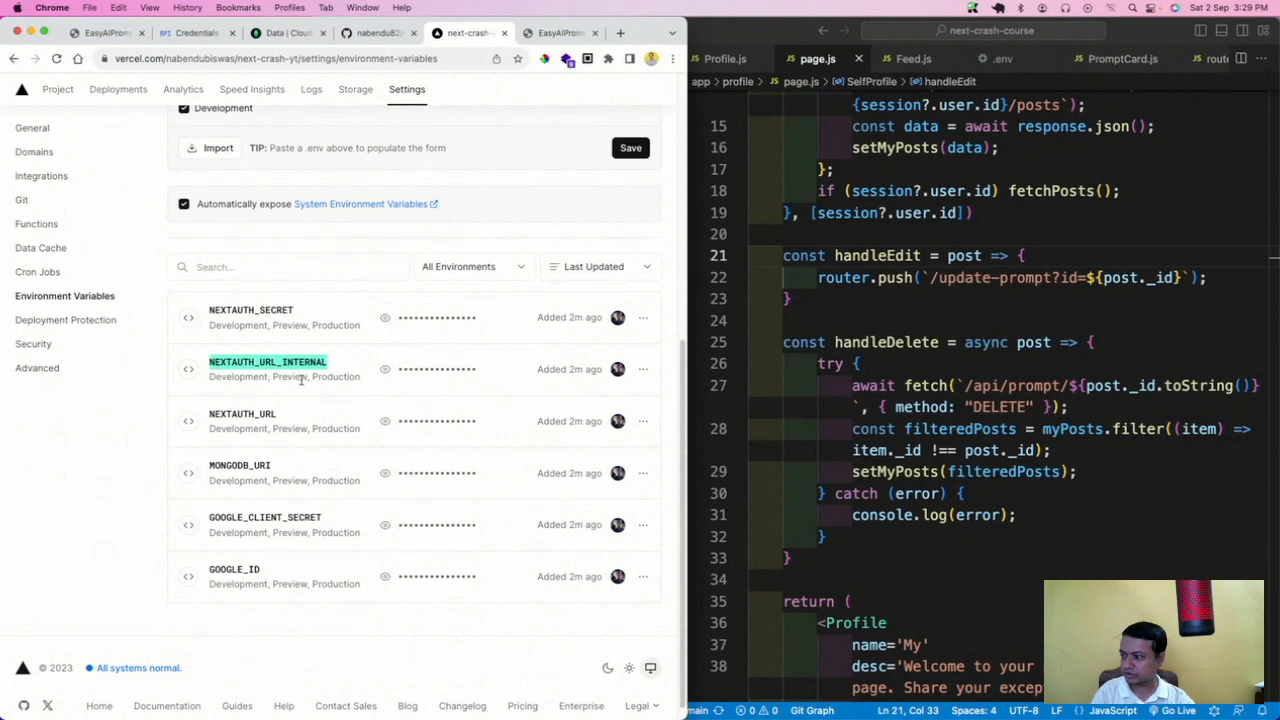 Chrome File Edit View History Bookmarks Profiles Tab Window Help
Sat 2 Sep 3:29 PM
EasyAIProm
API Credentials
Data | Cloud
nabendu82
next-crash-
EasyAIProm
vercel.com/nabendubiswas/next-crash-yt/settings/environment-variables
Project Deployments Analytics Speed Insights Logs Storage Settings
General
Domains
Integrations
Git
Functions
Data Cache
Cron Jobs
Environment Variables
Deployment Protection
Security
Advanced
Development
Import TIP: Paste a .env above to populate the form Save
Automatically expose System Environment Variables
Search... All Environments Last Updated
NEXTAUTH_SECRET
Development, Preview, Production
Added 2m ago
NEXTAUTH_URL_INTERNAL
Development, Preview, Production
Added 2m ago
NEXTAUTH_URL
Development, Preview, Production
Added 2m ago
MONGODB_URI
Development, Preview, Production
Added 2m ago
GOOGLE_CLIENT_SECRET
Development, Preview, Production
Added 2m ago
GOOGLE_ID
Development, Preview, Production
Added 2m ago
© 2023 All systems normal.
Home Documentation Guides Help Contact Sales Blog Changelog Pricing Enterprise Legal
next-crash-course
Profile.js page.js Feed.js .env PromptCard.js route
app > profile > page.js > SelfProfile > handleEdit
{session?.user.id}/posts`);
15 const data = await response.json();
16 setMyPosts(data);
17 };
18 if (session?.user.id) fetchPosts();
19 }, [session?.user.id])
20
21 const handleEdit = post => {
22 router.push(`/update-prompt?id=${post._id}`);
23 }
24
25 const handleDelete = async post => {
26 try {
27 await fetch(`/api/prompt/${post._id.toString()}
`, { method: "DELETE" });
28 const filteredPosts = myPosts.filter((item) =>
item._id !== post._id);
29 setMyPosts(filteredPosts);
30 } catch (error) {
31 console.log(error);
32 }
33 }
34
35 return (
36 <Profile
37 name='My'
38 desc='Welcome to your
page. Share your except
main 0 0 Git Graph Ln 21, Col 33 Spaces: 4 UTF-8 LF JavaScript Go Live